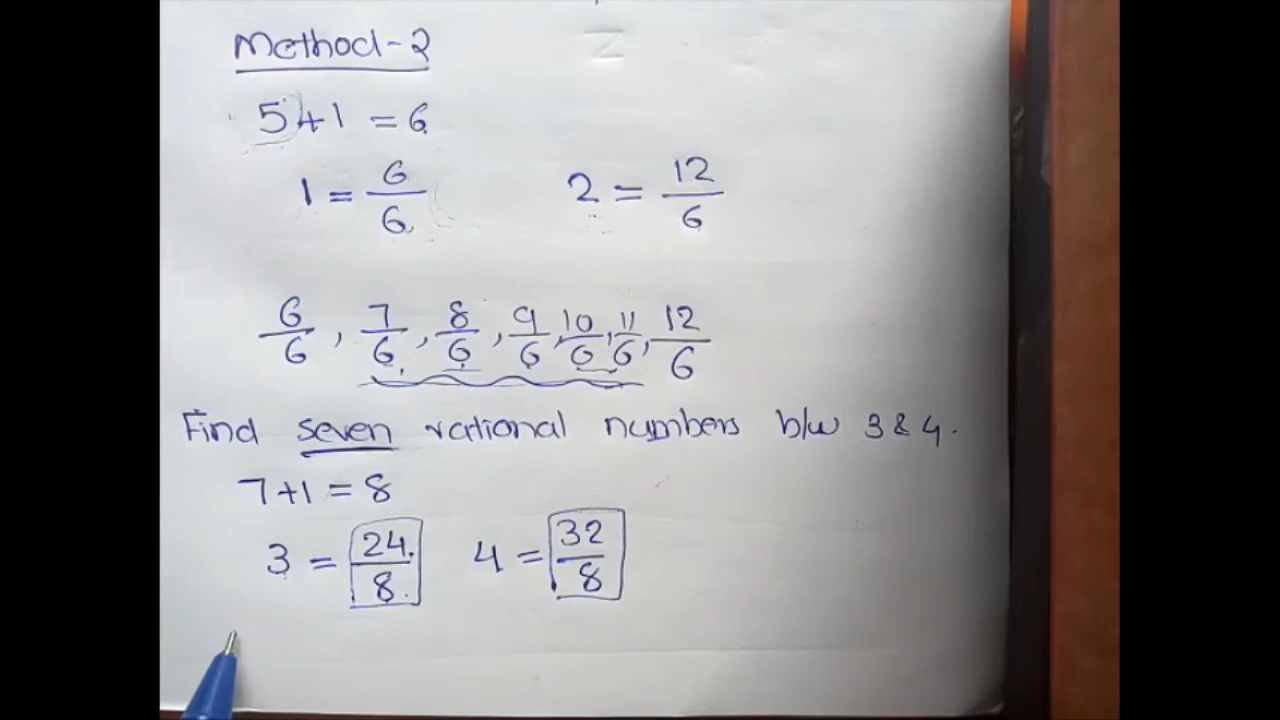 Method-2
5+1 = 6
1 = 6/6 2 = 12/6
6/6, 7/6, 8/6, 9/6, 10/6, 11/6, 12/6
Find seven rational numbers b/w 3 & 4.
7+1 = 8
3 = 24/8 4 = 32/8